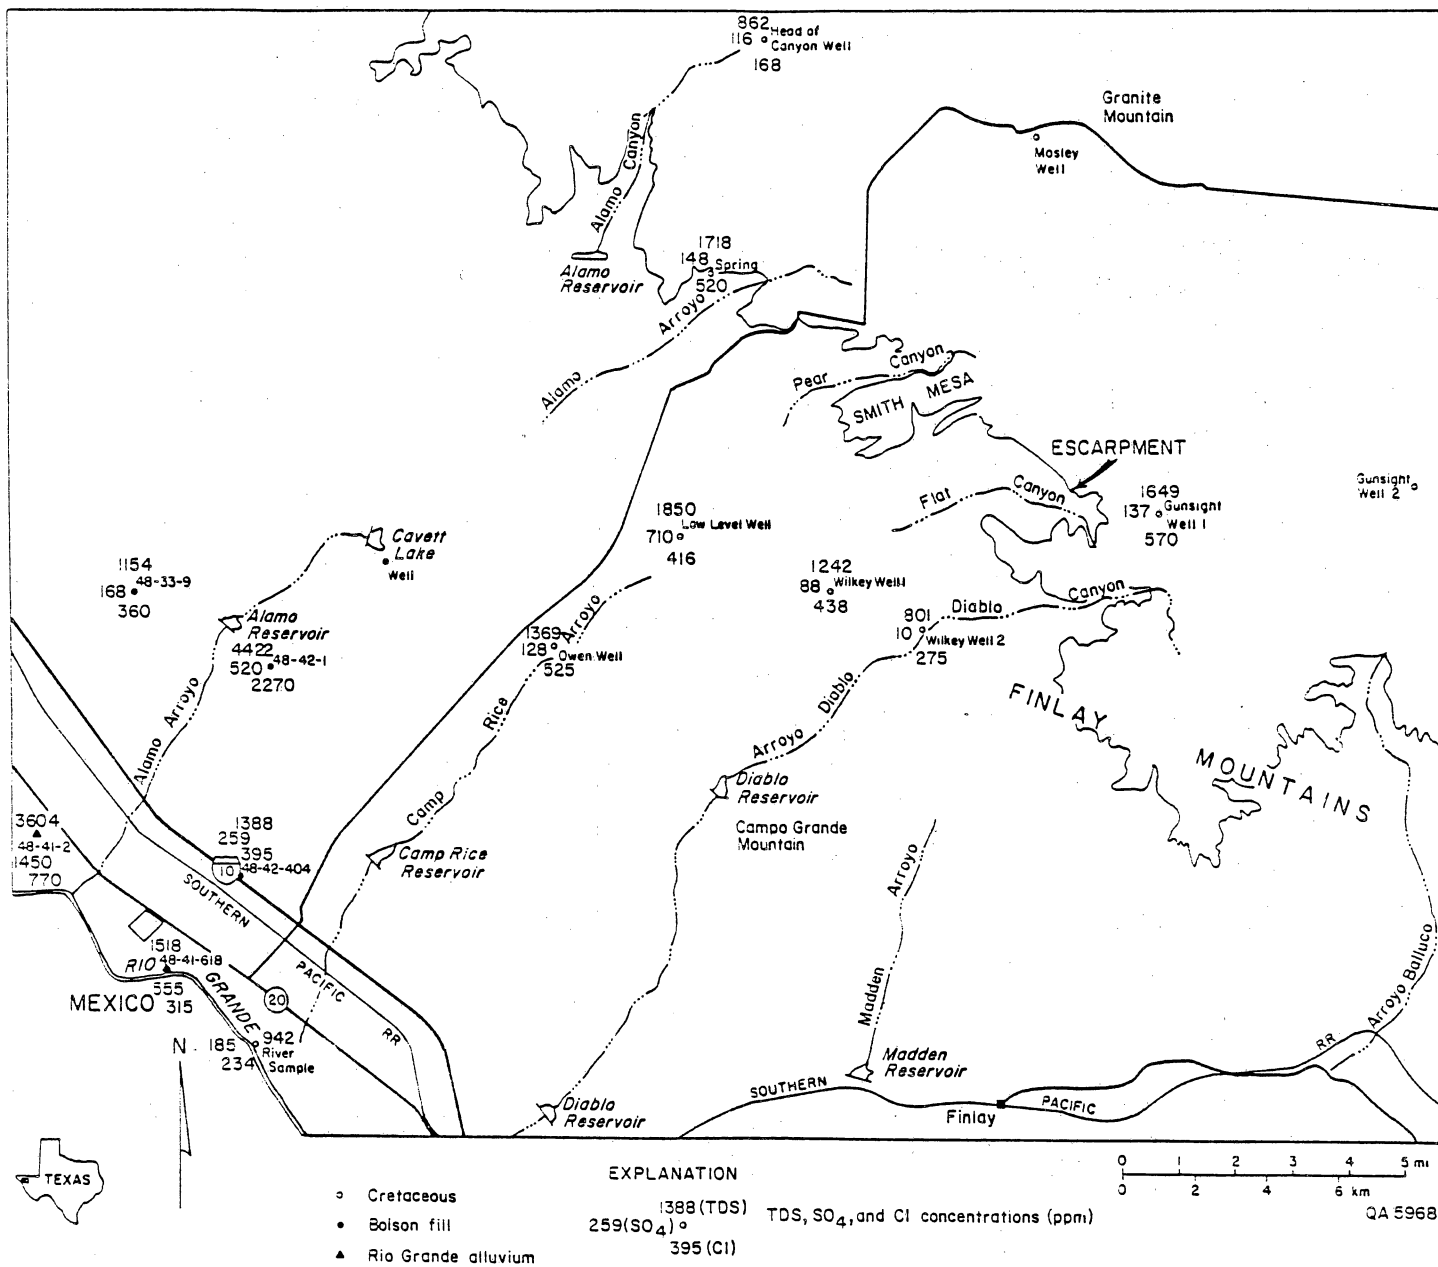 862
116 Head of
Canyon Well
168
Granite
Mountain
Mosley
Well
Alamo Canyon
Alamo
Reservoir
1718
148 Spring
520
Alamo Arroyo
Pear Canyon
SMITH MESA
ESCARPMENT
Flat Canyon
1649
137 Gunsight
Well 1
570
Gunsight
Well 2
1850
710 Low Level Well
416
Cavett
Lake
Well
1154
168 48-33-9
360
Alamo
Reservoir
4422
520 48-42-1
2270
1242
88 Wilkey Well 1
438
801
10 Wilkey Well 2
275
Diablo Canyon
1369
128 Owen Well
525
Camp Rice Arroyo
Alamo Arroyo
Arroyo Diablo
FINLAY MOUNTAINS
Diablo
Reservoir
Campo Grande
Mountain
3604
48-41-2
1450
770
1388
259
395
10 48-42-404
Camp Rice
Reservoir
SOUTHERN PACIFIC RR
Madden Arroyo
Arroyo Balluco
1518
RIO 48-41-618
GRANDE
555
315
MEXICO
20
185 942
River
234 Sample
N
Madden
Reservoir
SOUTHERN PACIFIC RR
Finlay
Diablo
Reservoir
TEXAS
EXPLANATION
Cretaceous
Bolson fill
Rio Grande alluvium
1388 (TDS)
259 (SO4)
395 (Cl)
TDS, SO4, and Cl concentrations (ppm)
0 1 2 3 4 5 mi
0 2 4 6 km
QA 5968